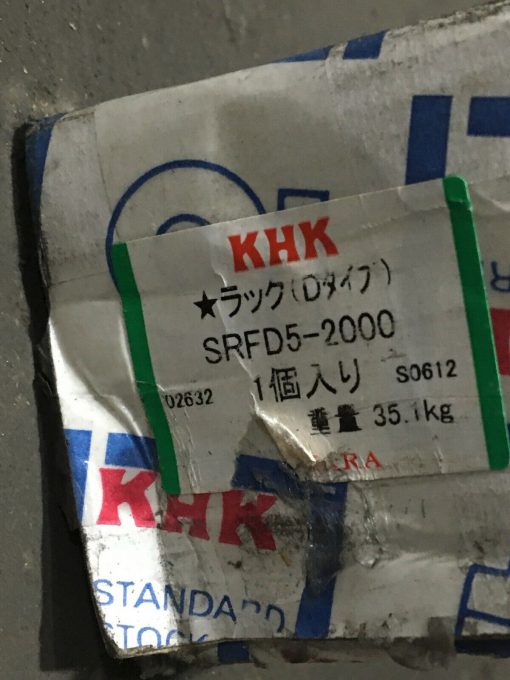 KHK
★ラック(Dタイプ)
SRFD5-2000
02632 1個入り S0612
重量 35.1kg
KHK
STANDARD
STOCK